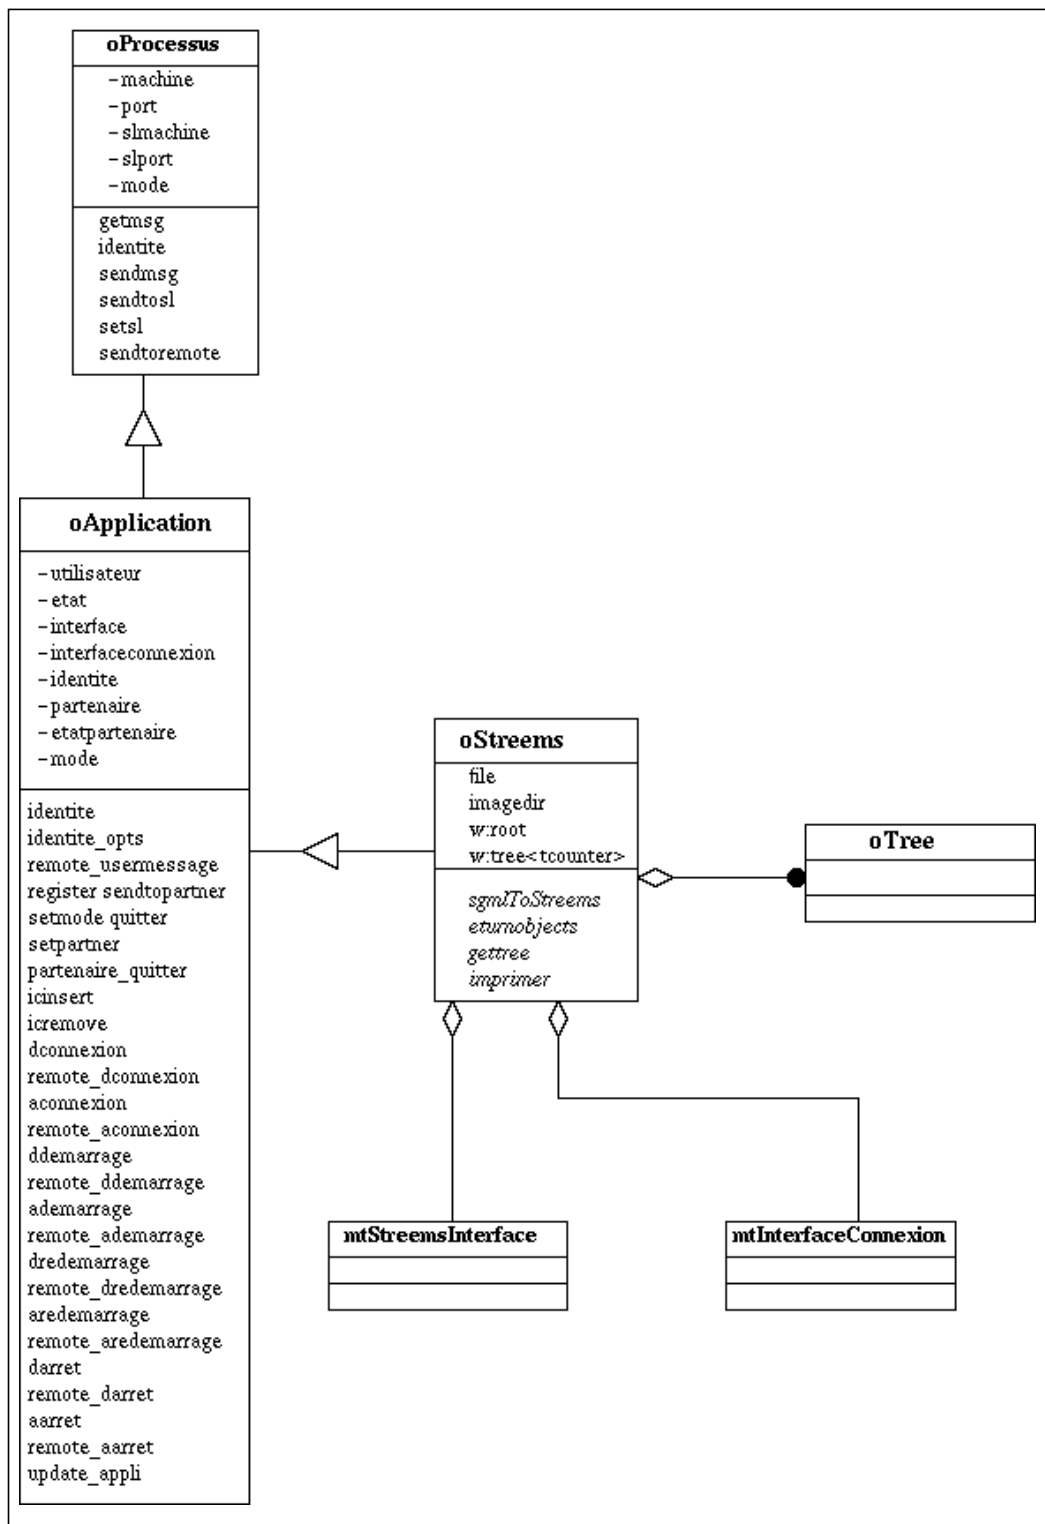 oProcessus
-machine
-port
-slmachine
-slport
-mode
getmsg
identite
sendmsg
sendtosl
setsl
sendtoremote
oApplication
-utilisateur
-etat
-interface
-interfaceconnexion
-identite
-partenaire
-etatpartenaire
-mode
identite
identite_opts
remote_usermessage
register sendtopartner
setmode quitter
setpartner
partenaire_quitter
icinsert
icremove
dconnexion
remote_dconnexion
aconnexion
remote_aconnexion
ddemarrage
remote_ddemarrage
ademarrage
remote_ademarrage
dredemarrage
remote_dredemarrage
aredemarrage
remote_aredemarrage
darret
remote_darret
aarret
remote_aarret
update_appli
oStreems
file
imagedir
w:root
w:tree<tcounter>
sgmlToStreems
eturnobjects
gettree
imprimer
oTree
mtStreemsInterface
mtInterfaceConnexion